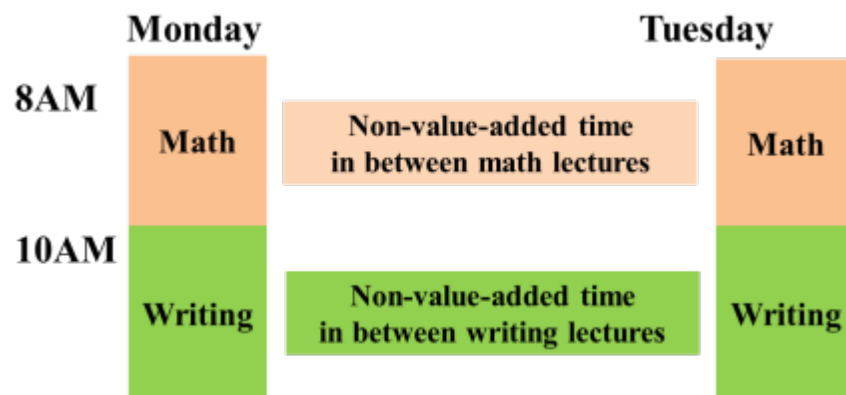 Monday
Tuesday
8AM
Math
Non-value-added time
in between math lectures
Math
10AM
Writing
Non-value-added time
in between writing lectures
Writing